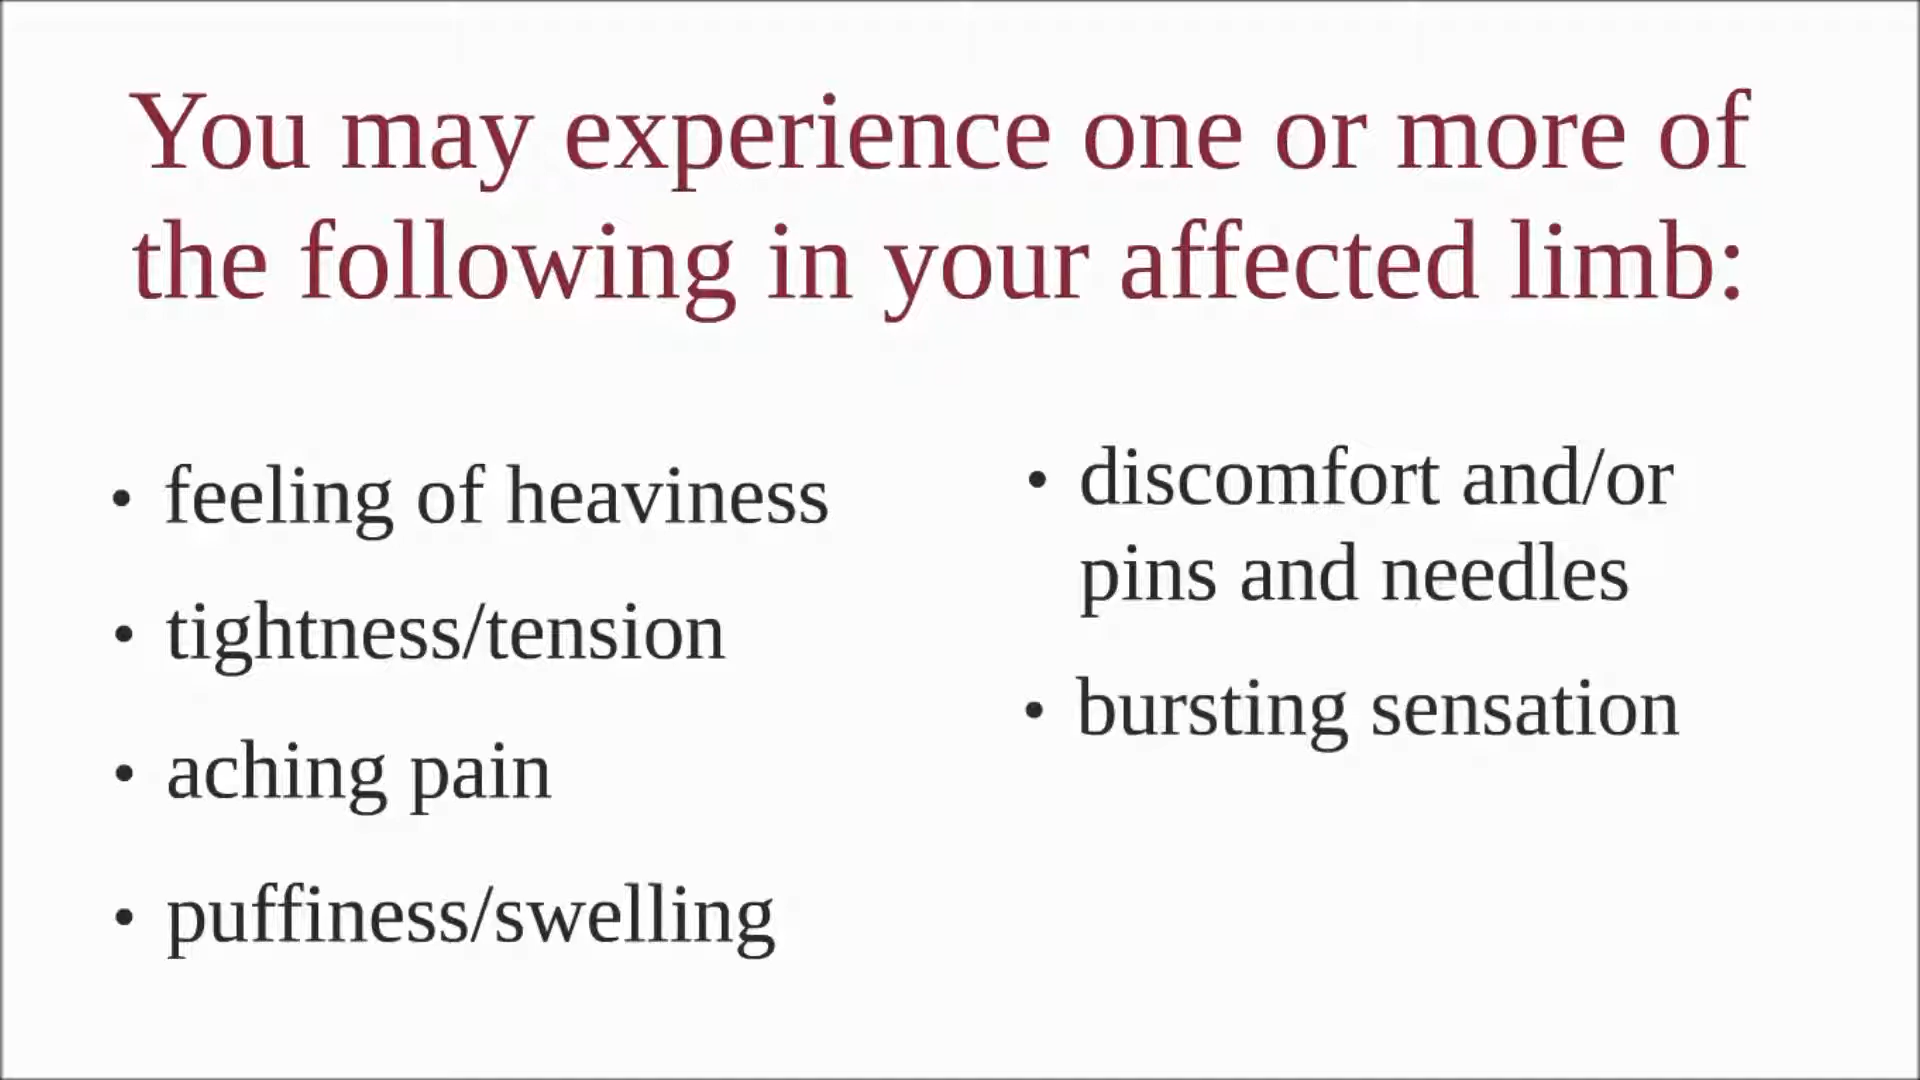 You may experience one or more of
the following in your affected limb:
• feeling of heaviness
• tightness/tension
• aching pain
• puffiness/swelling
• discomfort and/or
pins and needles
• bursting sensation